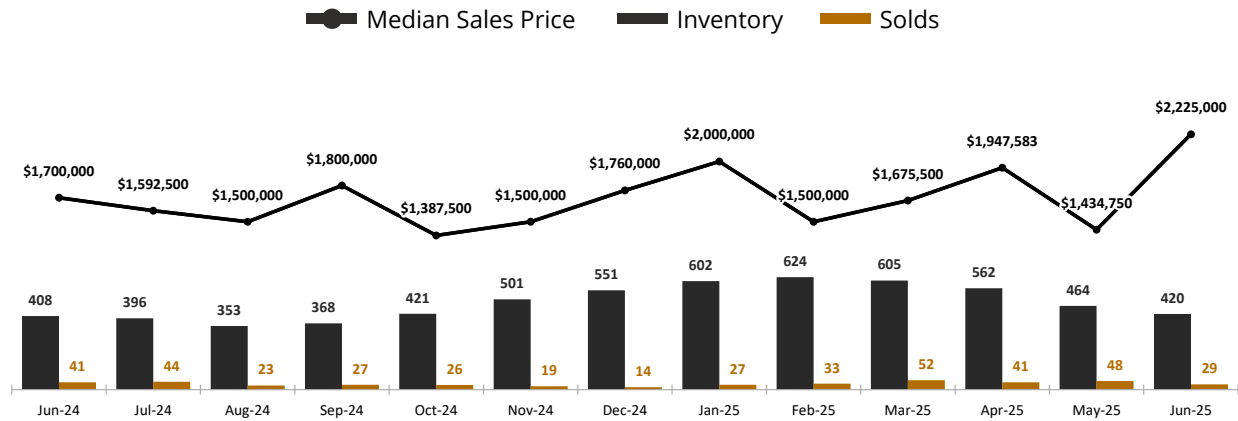 Median Sales Price Inventory Solds
$2,225,000
$2,000,000
$1,947,583
$1,800,000
$1,760,000
$1,700,000
$1,675,500
$1,592,500
$1,500,000 $1,500,000 $1,500,000
$1,387,500 $1,434,750
408 396 353 368 421 501 551 602 624 605 562 464 420
41 44 23 27 26 19 14 27 33 52 41 48 29
Jun-24 Jul-24 Aug-24 Sep-24 Oct-24 Nov-24 Dec-24 Jan-25 Feb-25 Mar-25 Apr-25 May-25 Jun-25